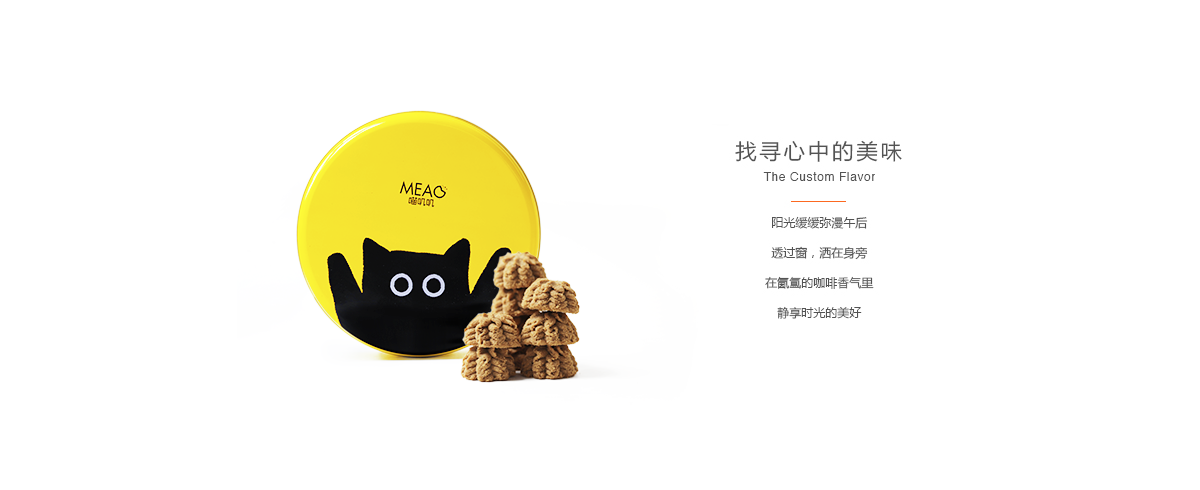 MEAO
喵叽叽
找寻心中的美味
The Custom Flavor
阳光缓缓弥漫午后
透过窗，洒在身旁
在氤氲的咖啡香气里
静享时光的美好